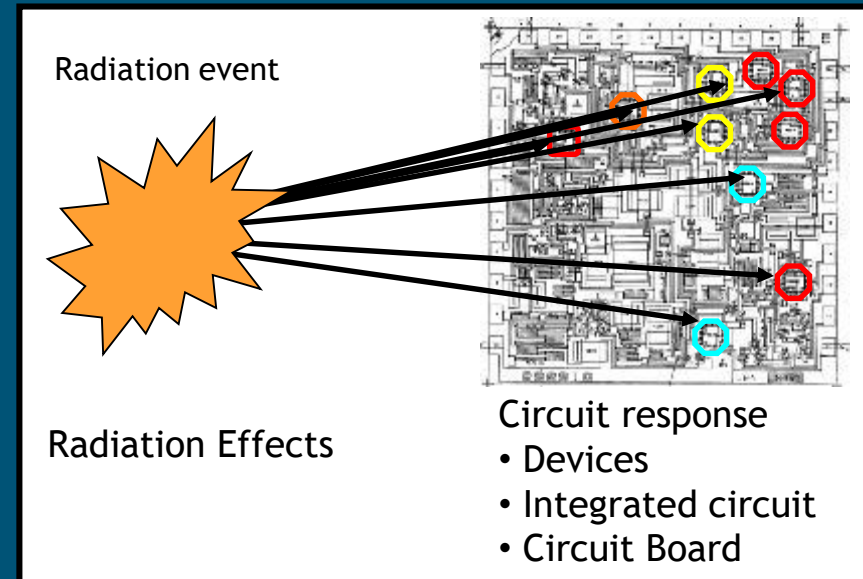 Radiation event
Radiation Effects
Circuit response
• Devices
• Integrated circuit
• Circuit Board